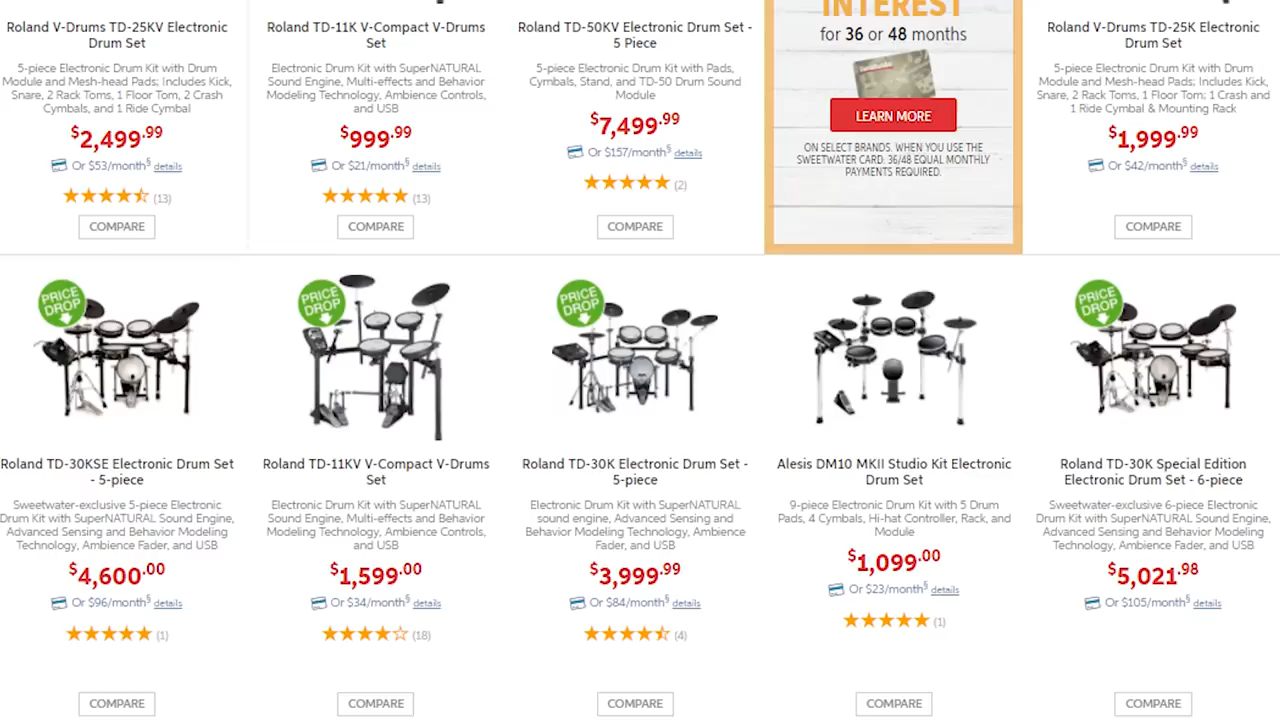 Roland V-Drums TD-25KV Electronic
Drum Set
5-piece Electronic Drum Kit with Drum
Module and Mesh-head Pads; Includes Kick,
Snare, 2 Rack Toms, 1 Floor Tom, 2 Crash
Cymbals, and 1 Ride Cymbal
$2,499.99
Or $53/month§ details
(13)
COMPARE
Roland TD-11K V-Compact V-Drums
Set
Electronic Drum Kit with SuperNATURAL
Sound Engine, Multi-effects and Behavior
Modeling Technology, Ambience Controls,
and USB
$999.99
Or $21/month§ details
(13)
COMPARE
Roland TD-50KV Electronic Drum Set -
5 Piece
5-piece Electronic Drum Kit with Pads,
Cymbals, Stand, and TD-50 Drum Sound
Module
$7,499.99
Or $157/month§ details
(2)
COMPARE
INTEREST
for 36 or 48 months
LEARN MORE
ON SELECT BRANDS. WHEN YOU USE THE
SWEETWATER CARD. 36/48 EQUAL MONTHLY
PAYMENTS REQUIRED.
Roland V-Drums TD-25K Electronic
Drum Set
5-piece Electronic Drum Kit with Drum
Module and Mesh-head Pads; Includes Kick,
Snare, 2 Rack Toms, 1 Floor Tom; 1 Crash and
1 Ride Cymbal & Mounting Rack
$1,999.99
Or $42/month§ details
COMPARE
PRICE
DROP
Roland TD-30KSE Electronic Drum Set
- 5-piece
Sweetwater-exclusive 5-piece Electronic
Drum Kit with SuperNATURAL Sound Engine,
Advanced Sensing and Behavior Modeling
Technology, Ambience Fader, and USB
$4,600.00
Or $96/month§ details
(1)
COMPARE
PRICE
DROP
Roland TD-11KV V-Compact V-Drums
Set
Electronic Drum Kit with SuperNATURAL
Sound Engine, Multi-effects and Behavior
Modeling Technology, Ambience Controls,
and USB
$1,599.00
Or $34/month§ details
(18)
COMPARE
PRICE
DROP
Roland TD-30K Electronic Drum Set -
5-piece
Electronic Drum Kit with SuperNATURAL
sound engine, Advanced Sensing and
Behavior Modeling Technology, Ambience
Fader, and USB
$3,999.99
Or $84/month§ details
(4)
COMPARE
Alesis DM10 MKII Studio Kit Electronic
Drum Set
9-piece Electronic Drum Kit with 5 Drum
Pads, 4 Cymbals, Hi-hat Controller, Rack, and
Module
$1,099.00
Or $23/month§ details
(1)
COMPARE
PRICE
DROP
Roland TD-30K Special Edition
Electronic Drum Set - 6-piece
Sweetwater-exclusive 6-piece Electronic
Drum Kit with SuperNATURAL Sound Engine,
Advanced Sensing and Behavior Modeling
Technology, Ambience Fader, and USB
$5,021.98
Or $105/month§ details
COMPARE